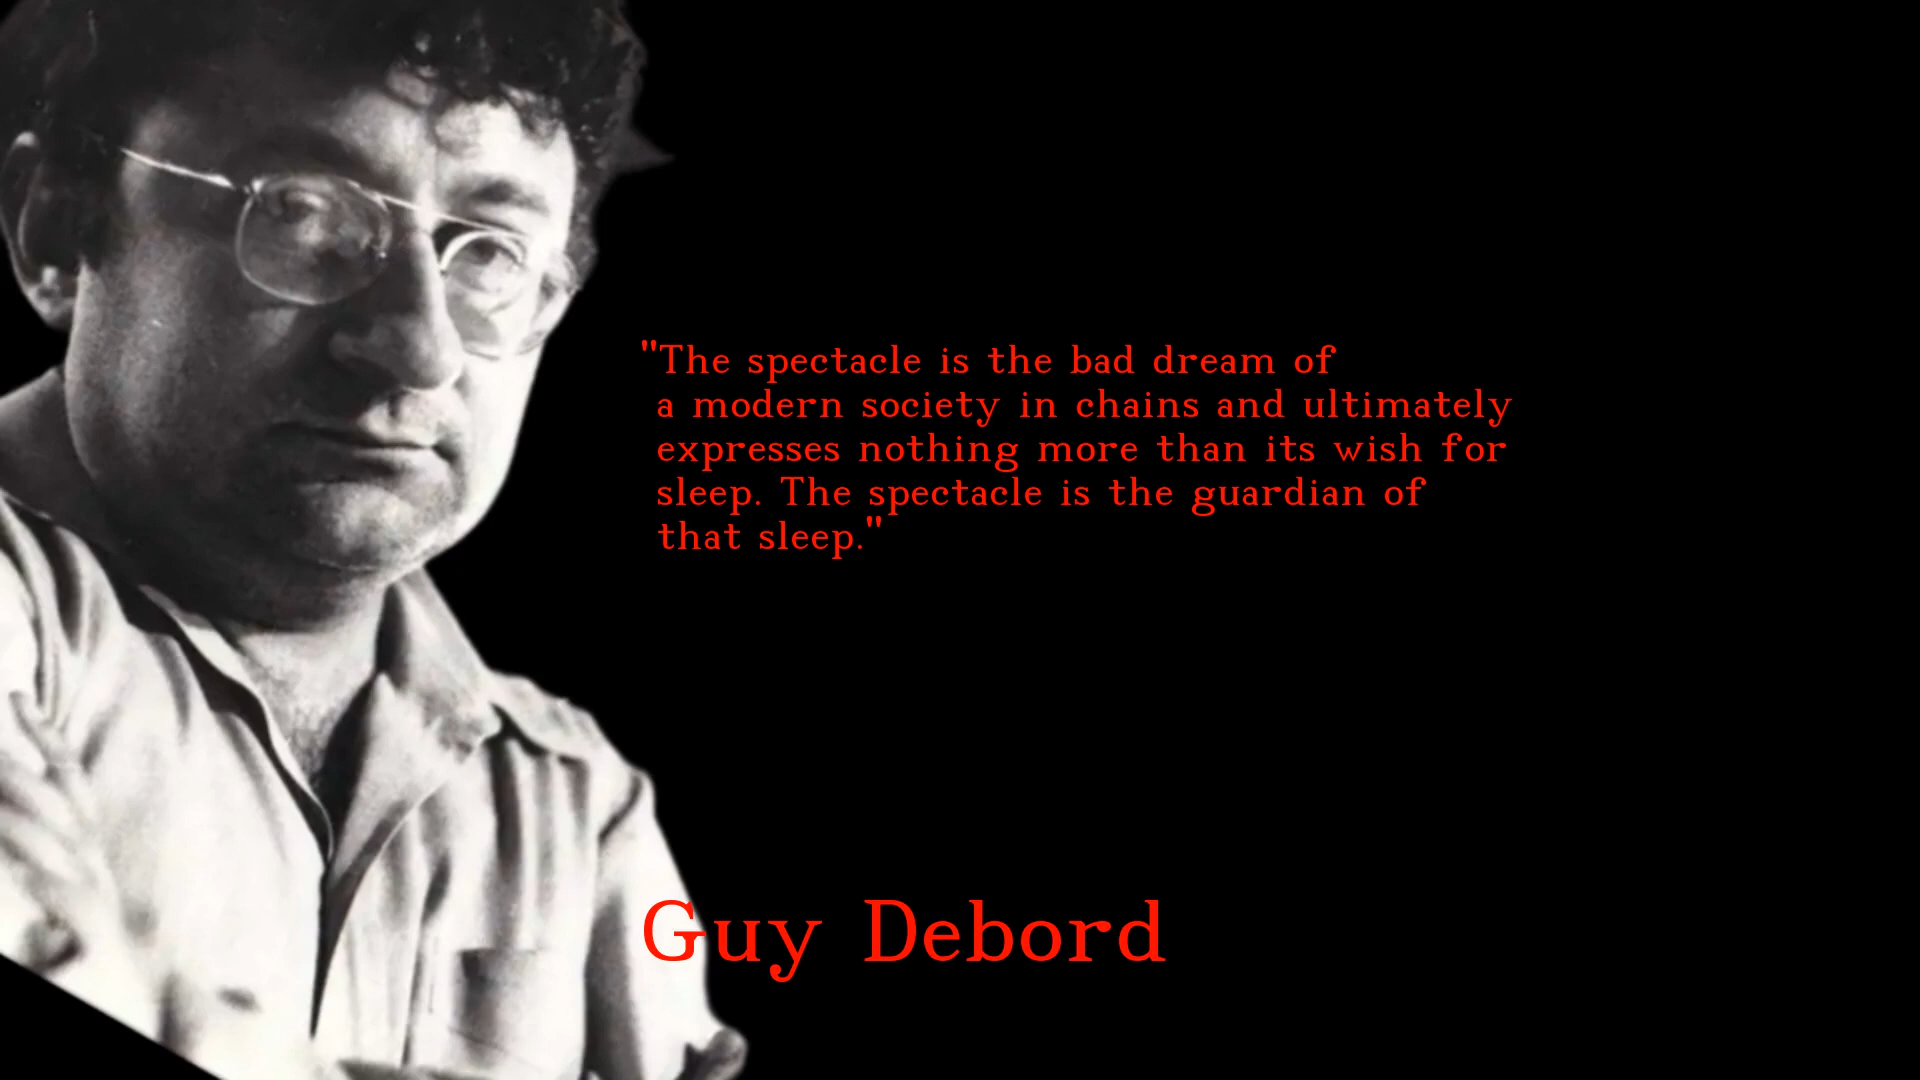 "The spectacle is the bad dream of
a modern society in chains and ultimately
expresses nothing more than its wish for
sleep. The spectacle is the guardian of
that sleep."
Guy Debord